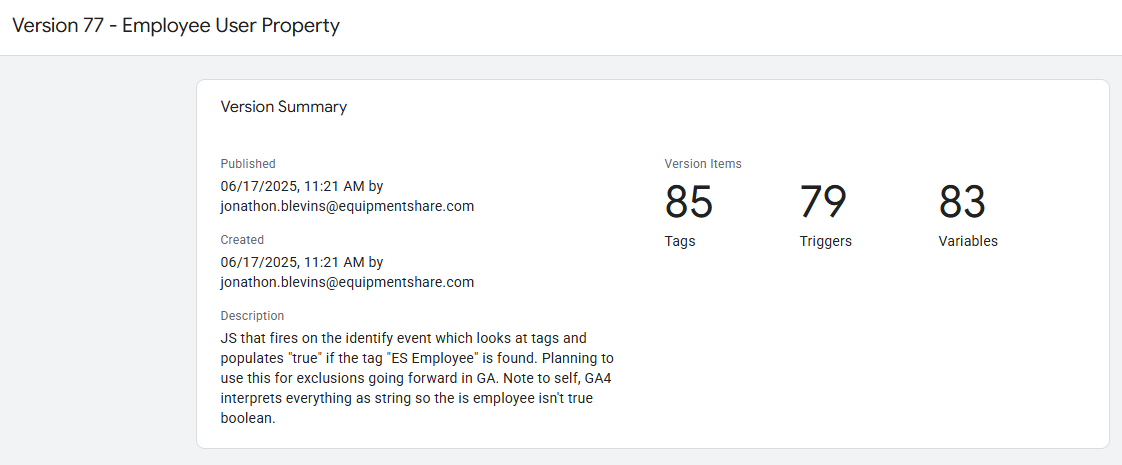 Version 77 - Employee User Property
Version Summary
Published
06/17/2025, 11:21 AM by
jonathon.blevins@equipmentshare.com
Created
06/17/2025, 11:21 AM by
jonathon.blevins@equipmentshare.com
Description
JS that fires on the identify event which looks at tags and
populates "true" if the tag "ES Employee" is found. Planning to
use this for exclusions going forward in GA. Note to self, GA4
interprets everything as string so the is employee isn't true
boolean.
Version Items
85 79 83
Tags Triggers Variables